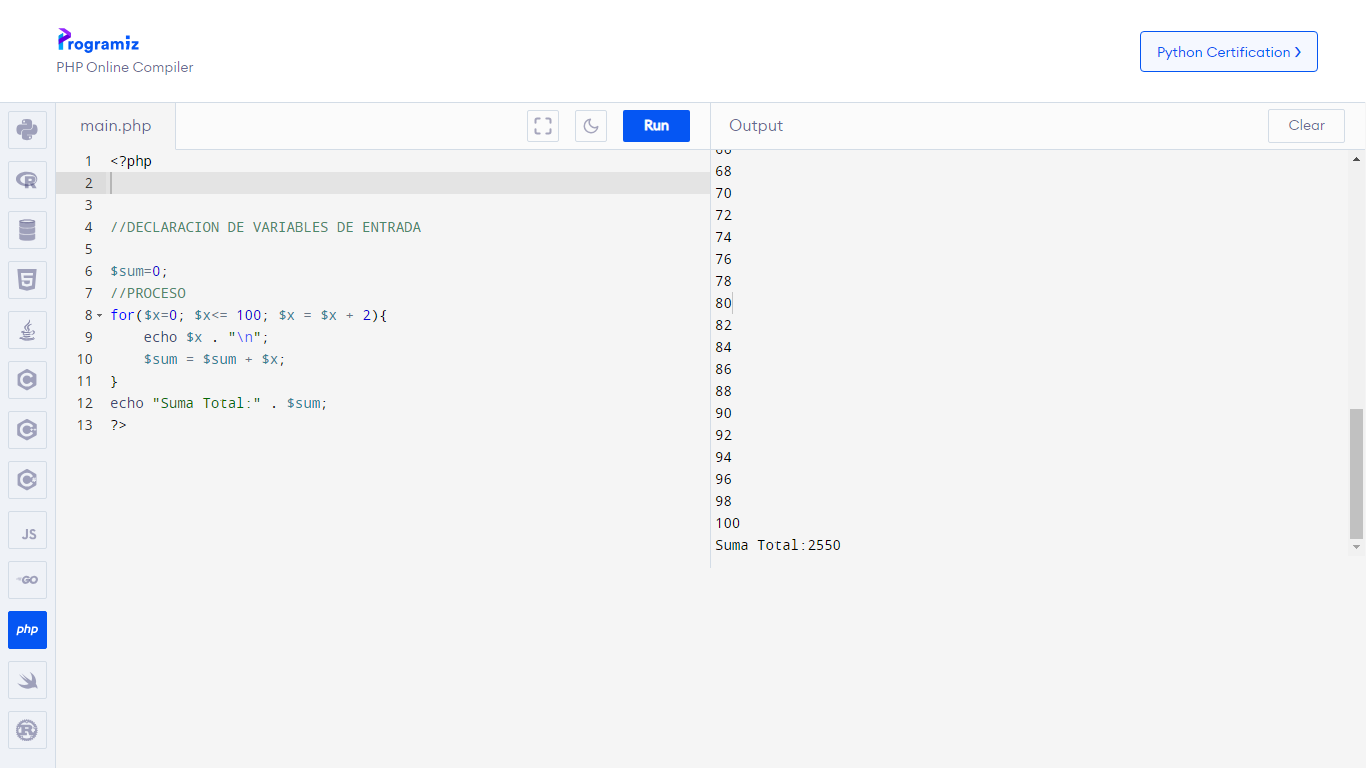 Programiz
PHP Online Compiler
Python Certification
main.php
Run
Output
Clear
1 <?php
2
3
4 //DECLARACION DE VARIABLES DE ENTRADA
5
6 $sum=0;
7 //PROCESO
8 for($x=0; $x<= 100; $x = $x + 2){
9 echo $x . "\n";
10 $sum = $sum + $x;
11 }
12 echo "Suma Total:" . $sum;
13 ?>
68
70
72
74
76
78
80
82
84
86
88
90
92
94
96
98
100
Suma Total:2550
R
5
C
C
C
JS
GO
php
R